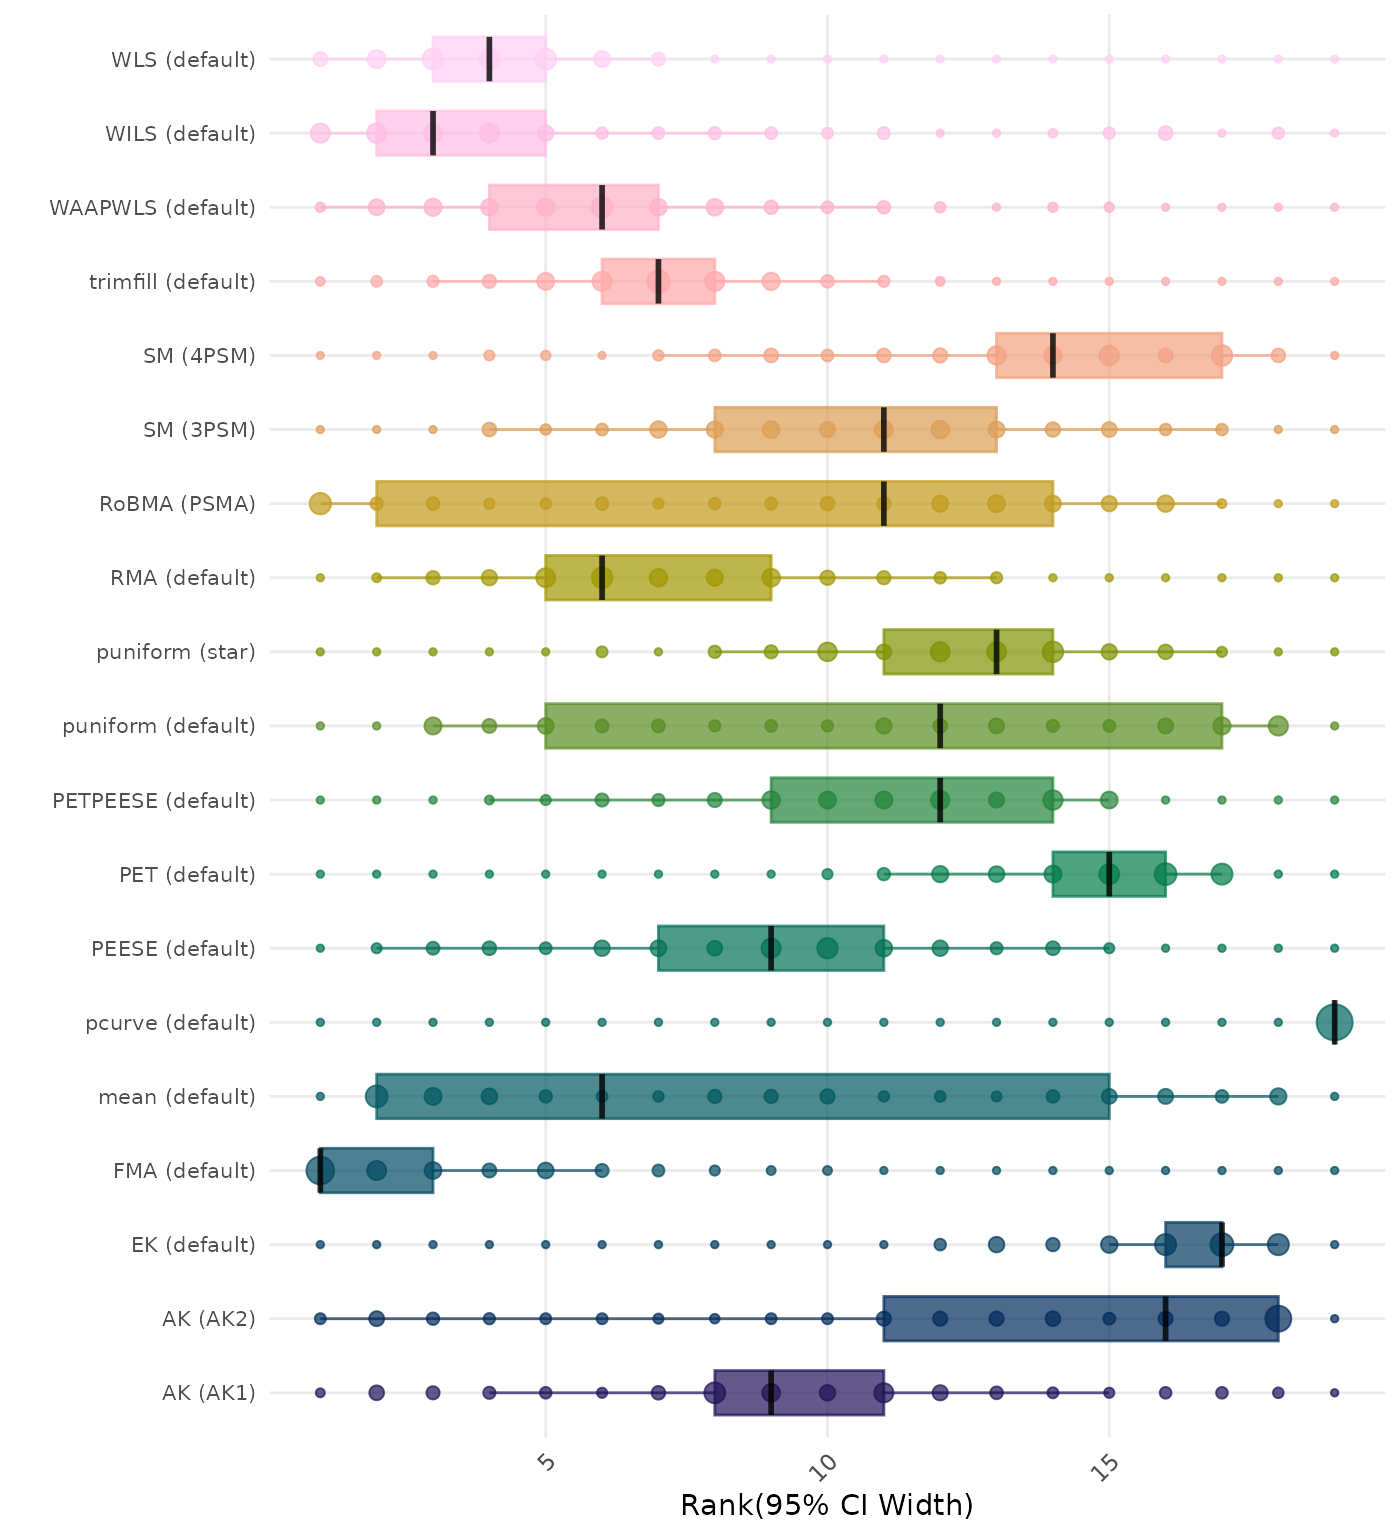 WLS (default)
WILS (default)
WAAPWLS (default)
trimfill (default)
SM (4PSM)
SM (3PSM)
RoBMA (PSMA)
RMA (default)
puniform (star)
puniform (default)
PETPEESE (default)
PET (default)
PEESE (default)
pcurve (default)
mean (default)
FMA (default)
EK (default)
AK (AK2)
AK (AK1)
5
10
15
Rank(95% CI Width)